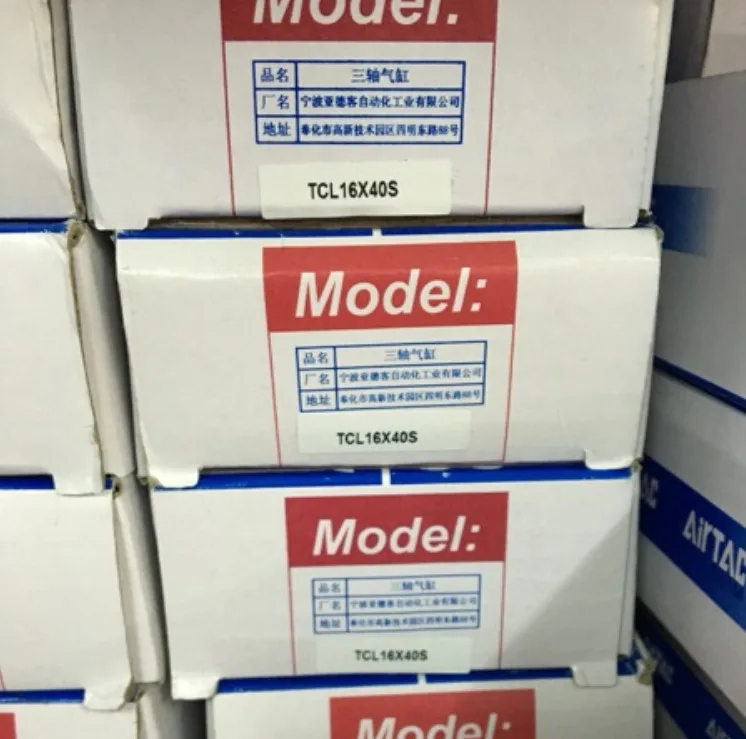 Model:
品名 三轴气缸
厂名 宁波亚德客自动化工业有限公司
地址 奉化市高新技术园区四明东路88号
TCL16X40S
Model:
品名 三轴气缸
厂名 宁波亚德客自动化工业有限公司
地址 奉化市高新技术园区四明东路88号
TCL16X40S
Model:
品名 三轴气缸
厂名 宁波亚德客自动化工业有限公司
地址 奉化市高新技术园区四明东路88号
TCL16X40S
Model:
AC
AirTAC
TAC
AirTAC